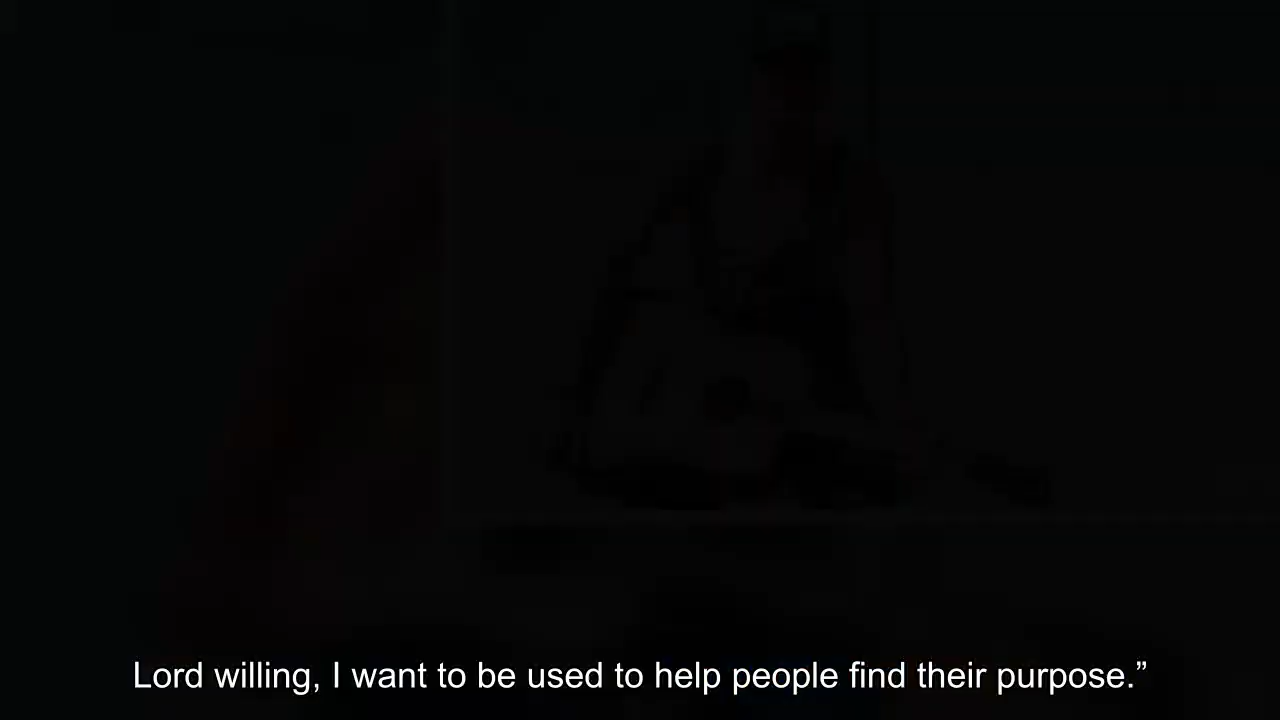 Lord willing, I want to be used to help people find their purpose.”